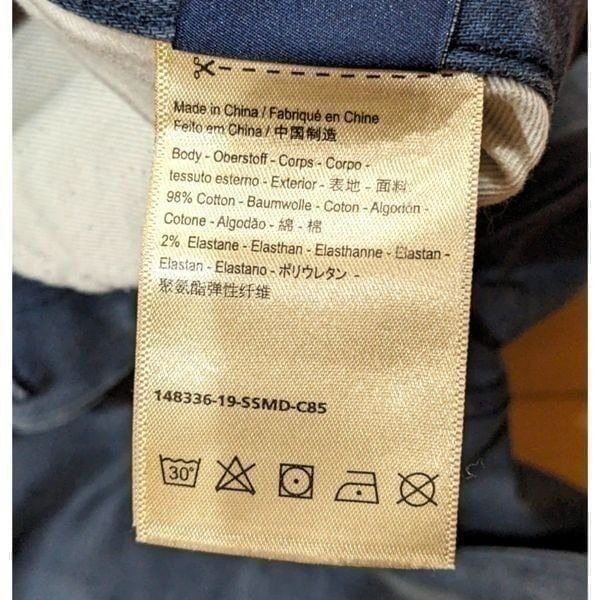 Made in China / Fabriqué en Chine
Feito em China / 中国制造
Body - Oberstoff - Corps - Corpo -
tessuto esterno - Exterior - 表地 - 面料
98% Cotton - Baumwolle - Coton - Algodón -
Cotone - Algodão - 綿 - 棉
2% Elastane - Elasthan - Elasthanne - Elastan -
Elastan - Elastano - ポリウレタン -
聚氨酯弹性纤维
148336-19-SSMD-C85
30°